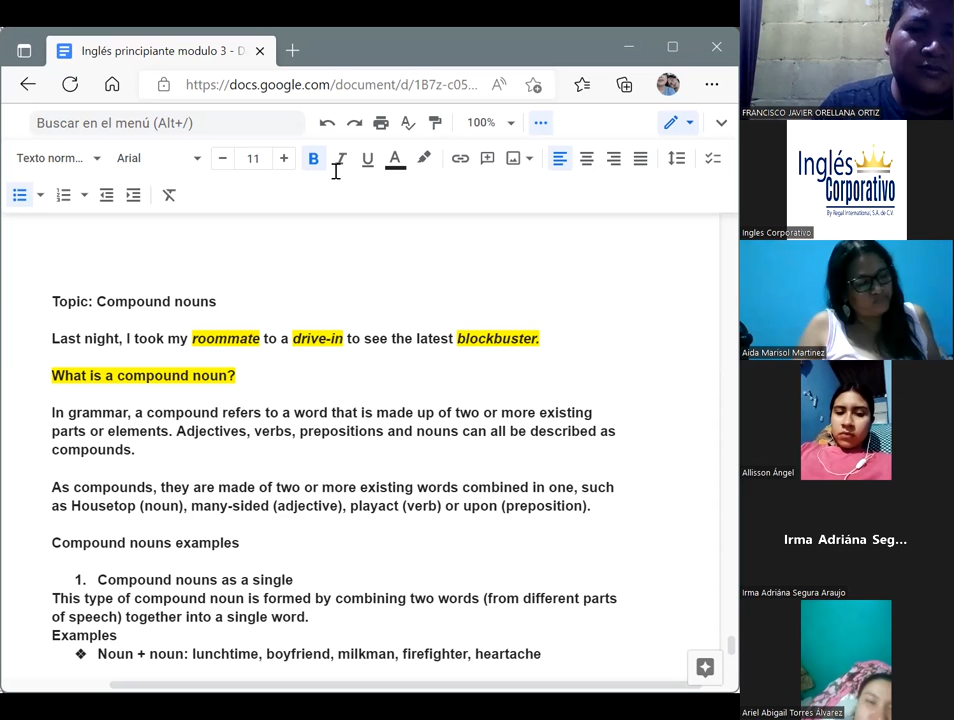 Inglés principiante modulo 3 - D
https://docs.google.com/document/d/1B7z-c05...
Buscar en el menú (Alt+/)
100%
Texto norm...
Arial
11
B
I
U
A
Topic: Compound nouns
Last night, I took my roommate to a drive-in to see the latest blockbuster.
What is a compound noun?
In grammar, a compound refers to a word that is made up of two or more existing
parts or elements. Adjectives, verbs, prepositions and nouns can all be described as
compounds.
As compounds, they are made of two or more existing words combined in one, such
as Housetop (noun), many-sided (adjective), playact (verb) or upon (preposition).
Compound nouns examples
1. Compound nouns as a single
This type of compound noun is formed by combining two words (from different parts
of speech) together into a single word.
Examples
❖ Noun + noun: lunchtime, boyfriend, milkman, firefighter, heartache
FRANCISCO JAVIER ORELLANA ORTIZ
Inglés
Corporativo
By Regal International, S.A. de C.V.
Ingles Corporativo
Aida Marisol Martinez
Allisson Ángel
Irma Adriána Seg...
Irma Adriána Segura Araujo
Ariel Abigail Torres Álvarez